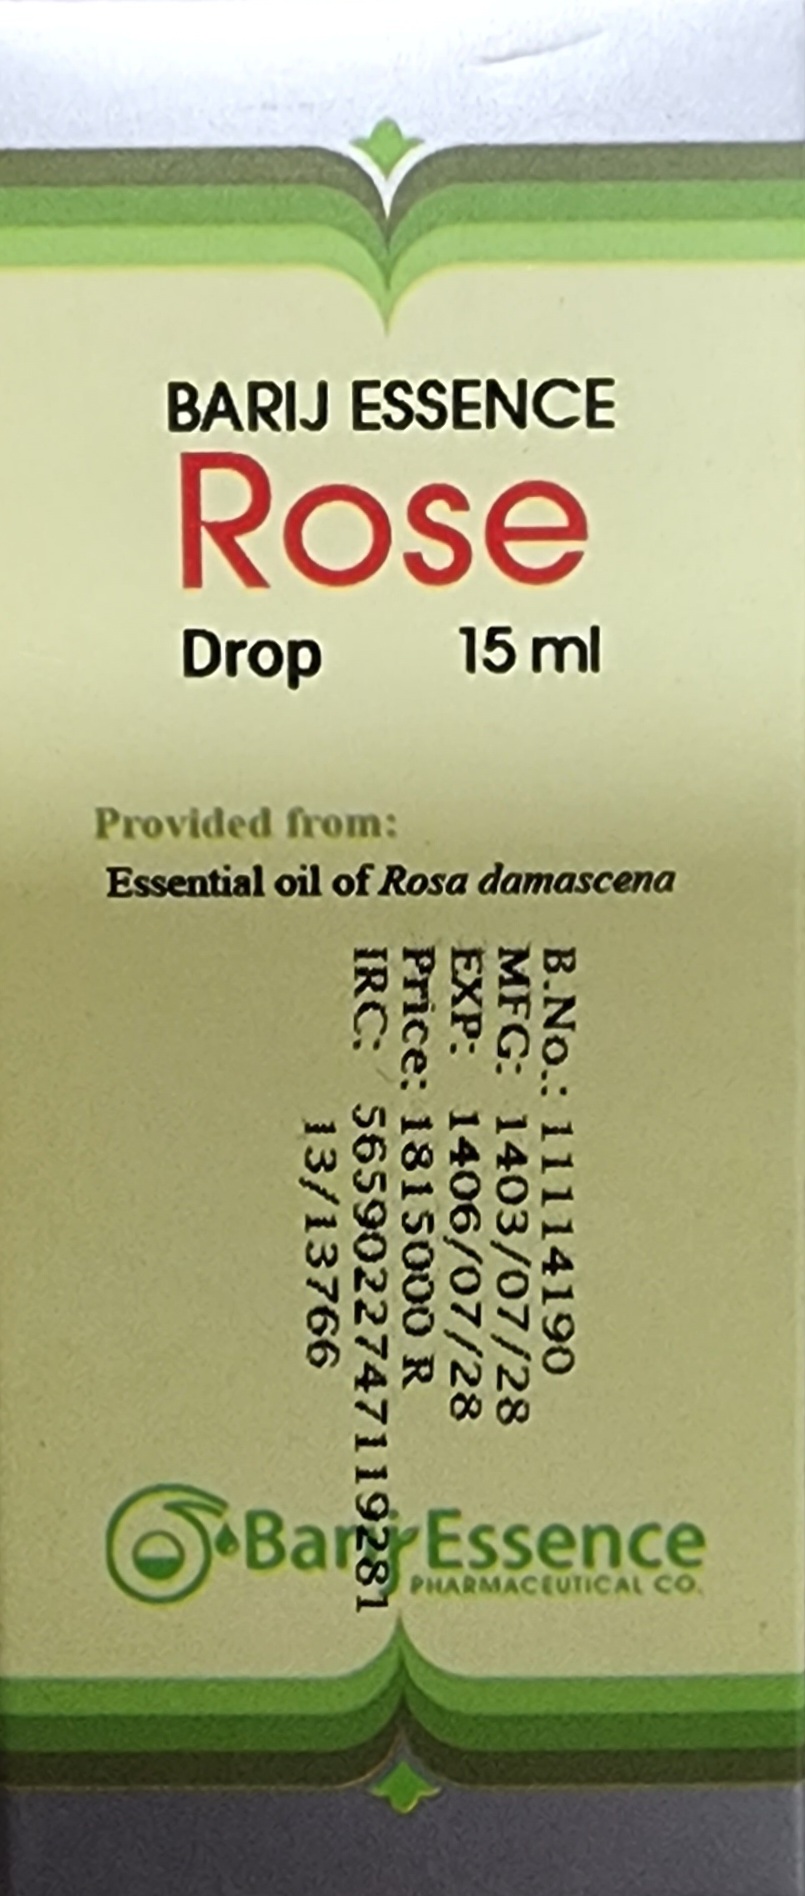 BARIJ ESSENCE
Rose
Drop 15 ml
Provided from:
Essential oil of Rosa damascena
B.No.: 11114190
MFG: 1403/07/28
EXP: 1406/07/28
Price: 1815000 R
IRC: 5659022747119281
13/13766
Barij Essence
PHARMACEUTICAL CO.